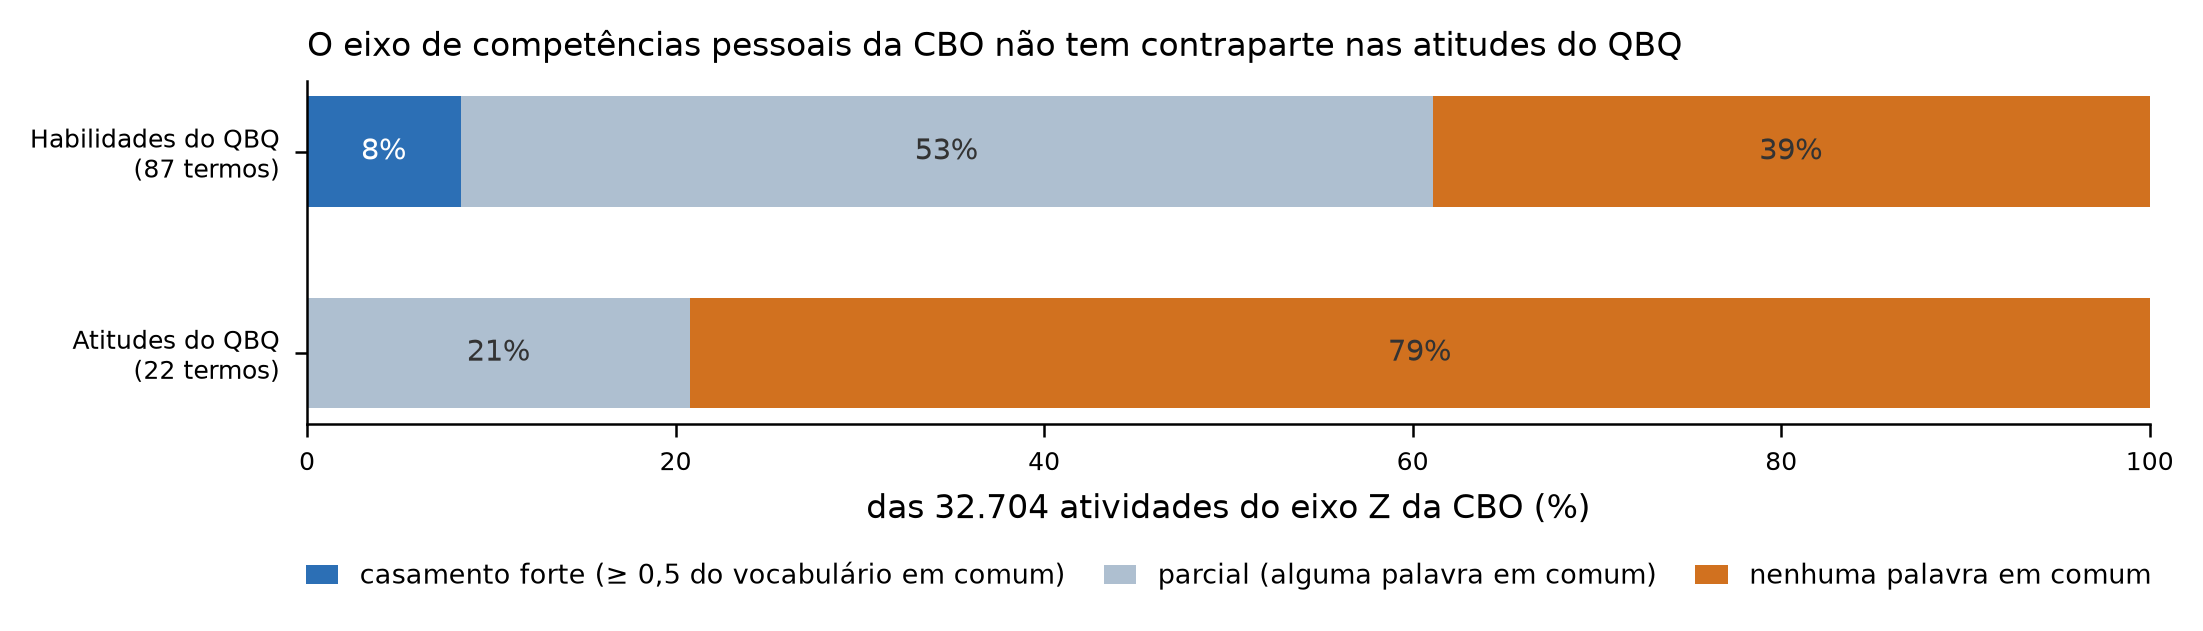 O eixo de competências pessoais da CBO não tem contraparte nas atitudes do QBQ
Habilidades do QBQ
(87 termos)
8%
53%
39%
Atitudes do QBQ
(22 termos)
21%
79%
0
20
40
60
80
100
das 32.704 atividades do eixo Z da CBO (%)
casamento forte (≥ 0,5 do vocabulário em comum)
parcial (alguma palavra em comum)
nenhuma palavra em comum